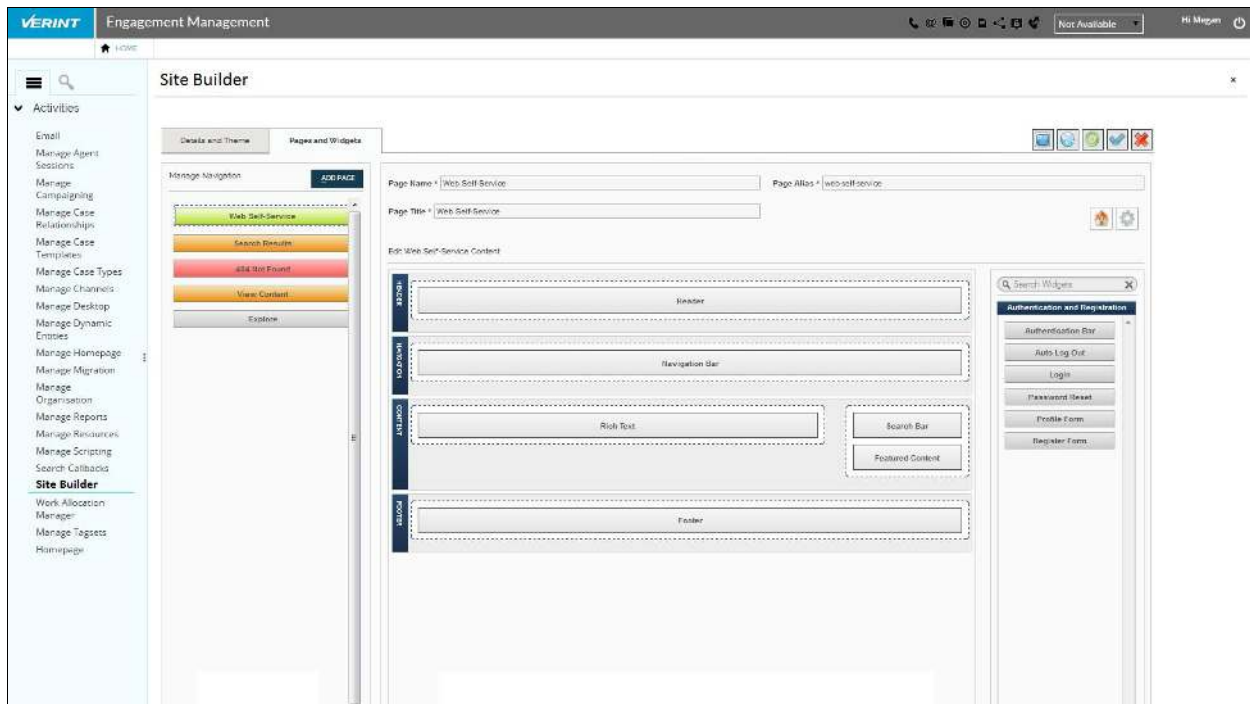 VERINT
Engagement Management
Not Available
Hi Megan
HOME
Site Builder
Activities
Email
Manage Agent
Sessions
Manage
Campaigning
Manage Case
Relationships
Manage Case
Templates
Manage Case Types
Manage Channels
Manage Desktop
Manage Dynamic
Entities
Manage Homepage
Manage Migration
Manage
Organisation
Manage Reports
Manage Resources
Manage Scripting
Search Callbacks
Site Builder
Work Allocation
Manager
Manage Tagsets
Homepage
Details and Theme
Pages and Widgets
Manage Navigation
ADD PAGE
Web Self-Service
Search Results
404 Not Found
View Content
Explore
Page Name * Web Self-Service
Page Alias * web-self-service
Page Title * Web Self-Service
Edit Web Self-Service Content
HEADER
Header
NAVIGATION
Navigation Bar
CONTENT
Rich Text
Search Bar
Featured Content
FOOTER
Footer
Search Widgets
Authentication and Registration
Authentication Bar
Auto Log Out
Login
Password Reset
Profile Form
Register Form